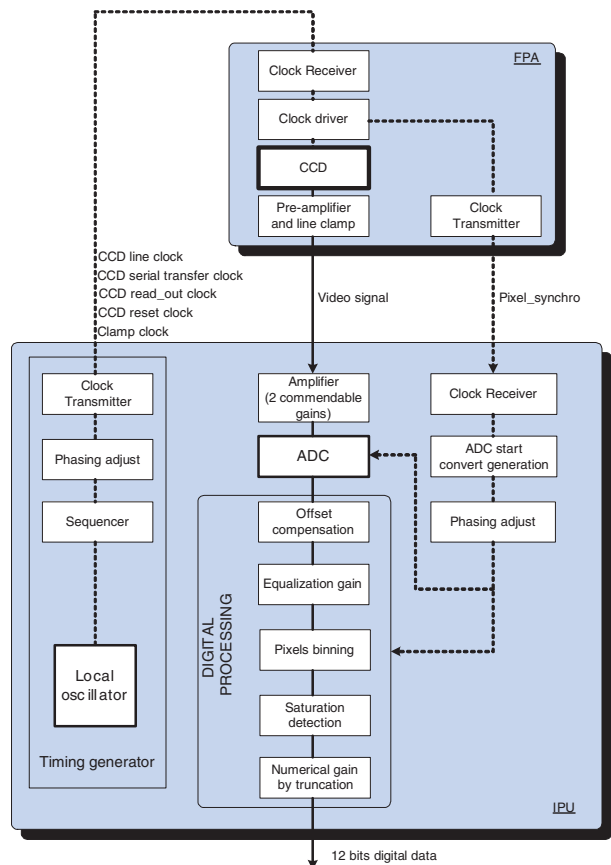 FPA
Clock Receiver
Clock driver
CCD
Pre-amplifier
and line clamp
Clock
Transmitter
CCD line clock
CCD serial transfer clock
CCD read_out clock
CCD reset clock
Clamp clock
Video signal
Pixel_synchro
Clock
Transmitter
Phasing adjust
Sequencer
Local
oscillator
Timing generator
Amplifier
(2 commendable
gains)
ADC
DIGITAL
PROCESSING
Offset
compensation
Equalization gain
Pixels binning
Saturation
detection
Numerical gain
by truncation
Clock Receiver
ADC start
convert generation
Phasing adjust
IPU
12 bits digital data